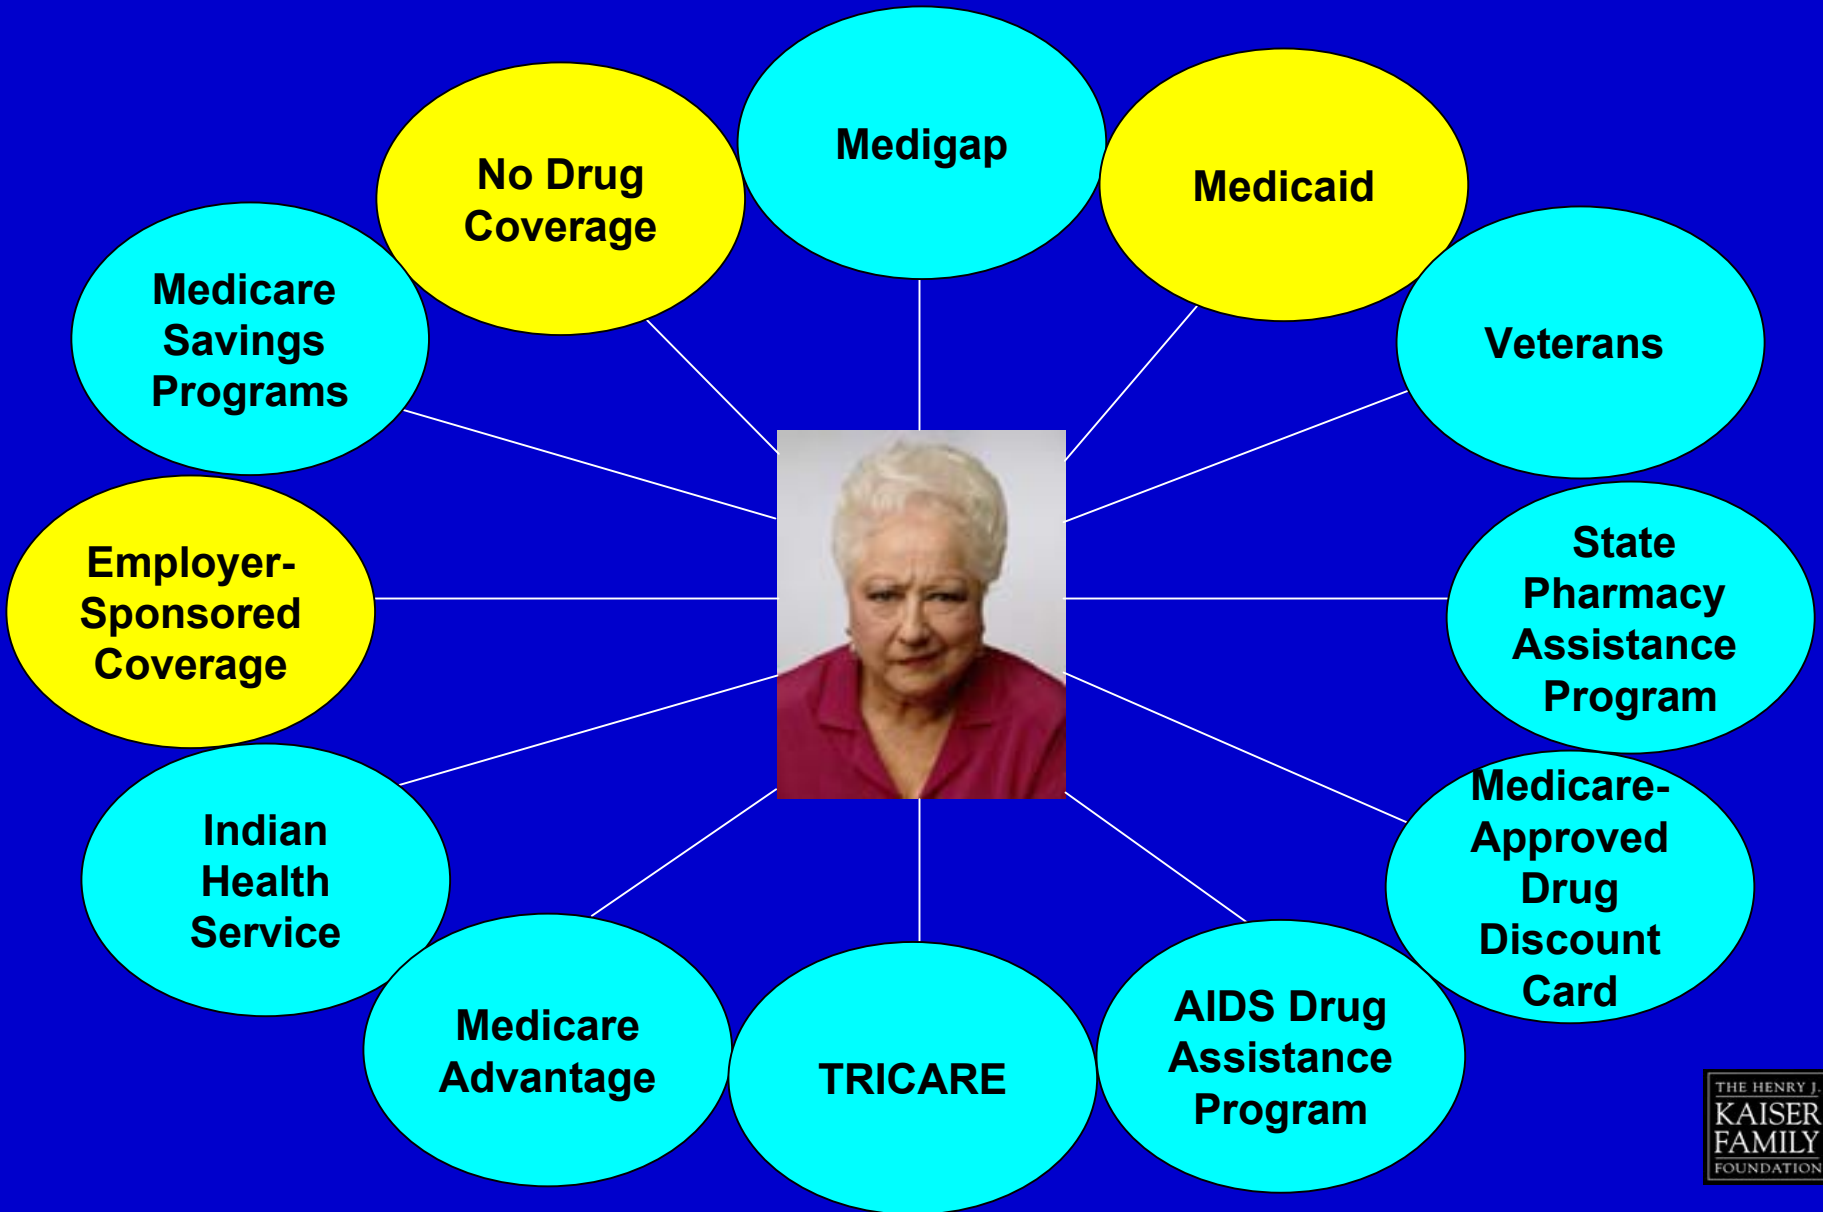 Medigap
No Drug
Coverage
Medicaid
Medicare
Savings
Programs
Veterans
Employer-
Sponsored
Coverage
State
Pharmacy
Assistance
Program
Indian
Health
Service
Medicare-
Approved
Drug
Discount
Card
Medicare
Advantage
TRICARE
AIDS Drug
Assistance
Program
THE HENRY J.
KAISER
FAMILY
FOUNDATION